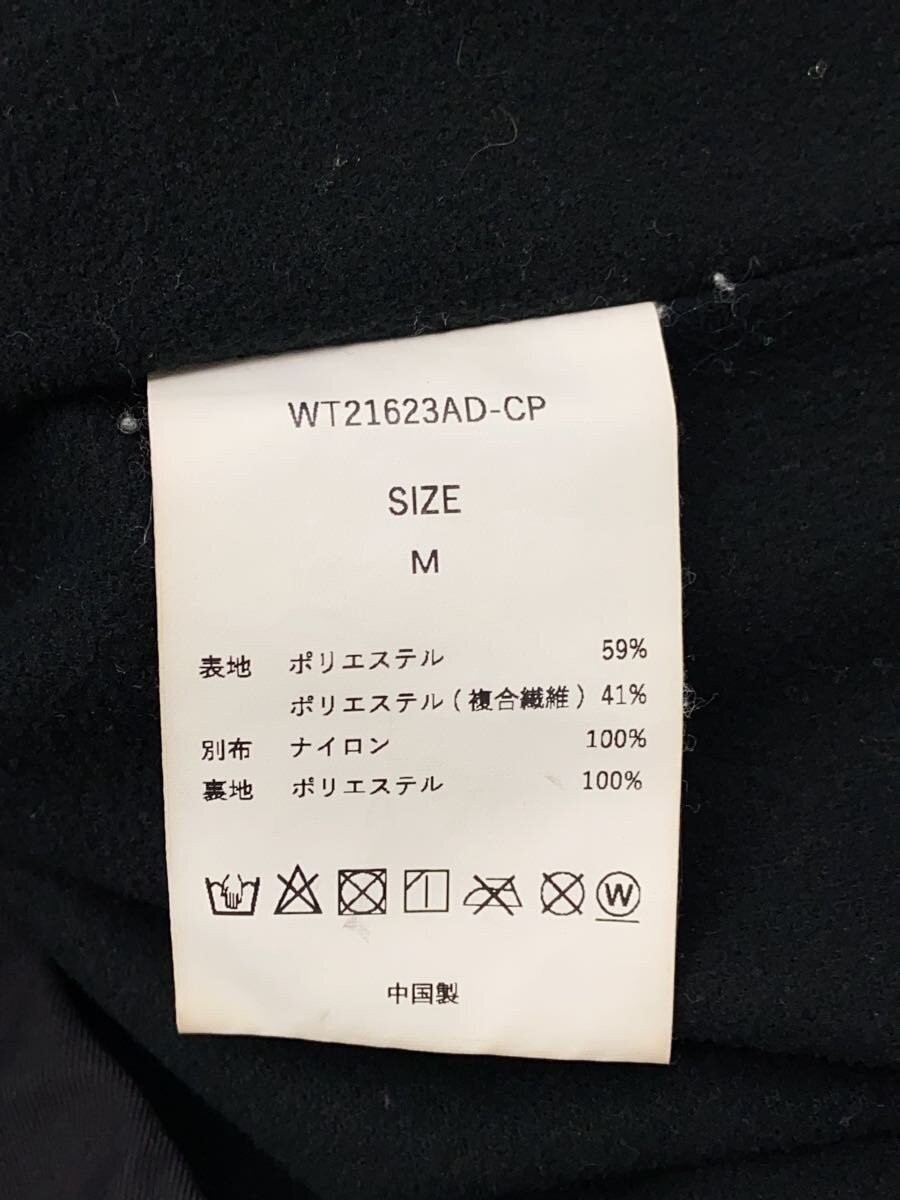 WT21623AD-CP
SIZE
M
表地 ポリエステル 59%
ポリエステル(複合繊維) 41%
別布 ナイロン 100%
裏地 ポリエステル 100%
W
中国製